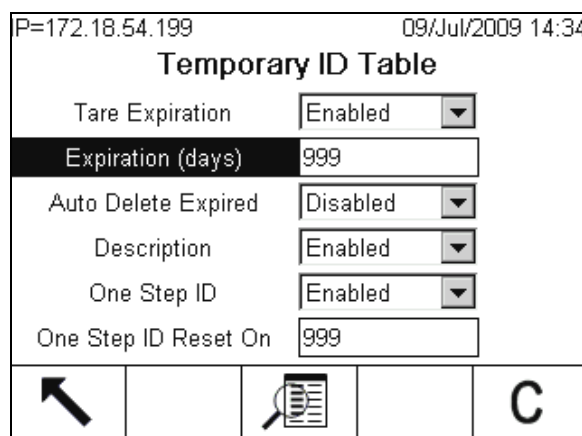 IP=172.18.54.199 09/Jul/2009 14:34
Temporary ID Table
Tare Expiration Enabled
Expiration (days) 999
Auto Delete Expired Disabled
Description Enabled
One Step ID Enabled
One Step ID Reset On 999
C